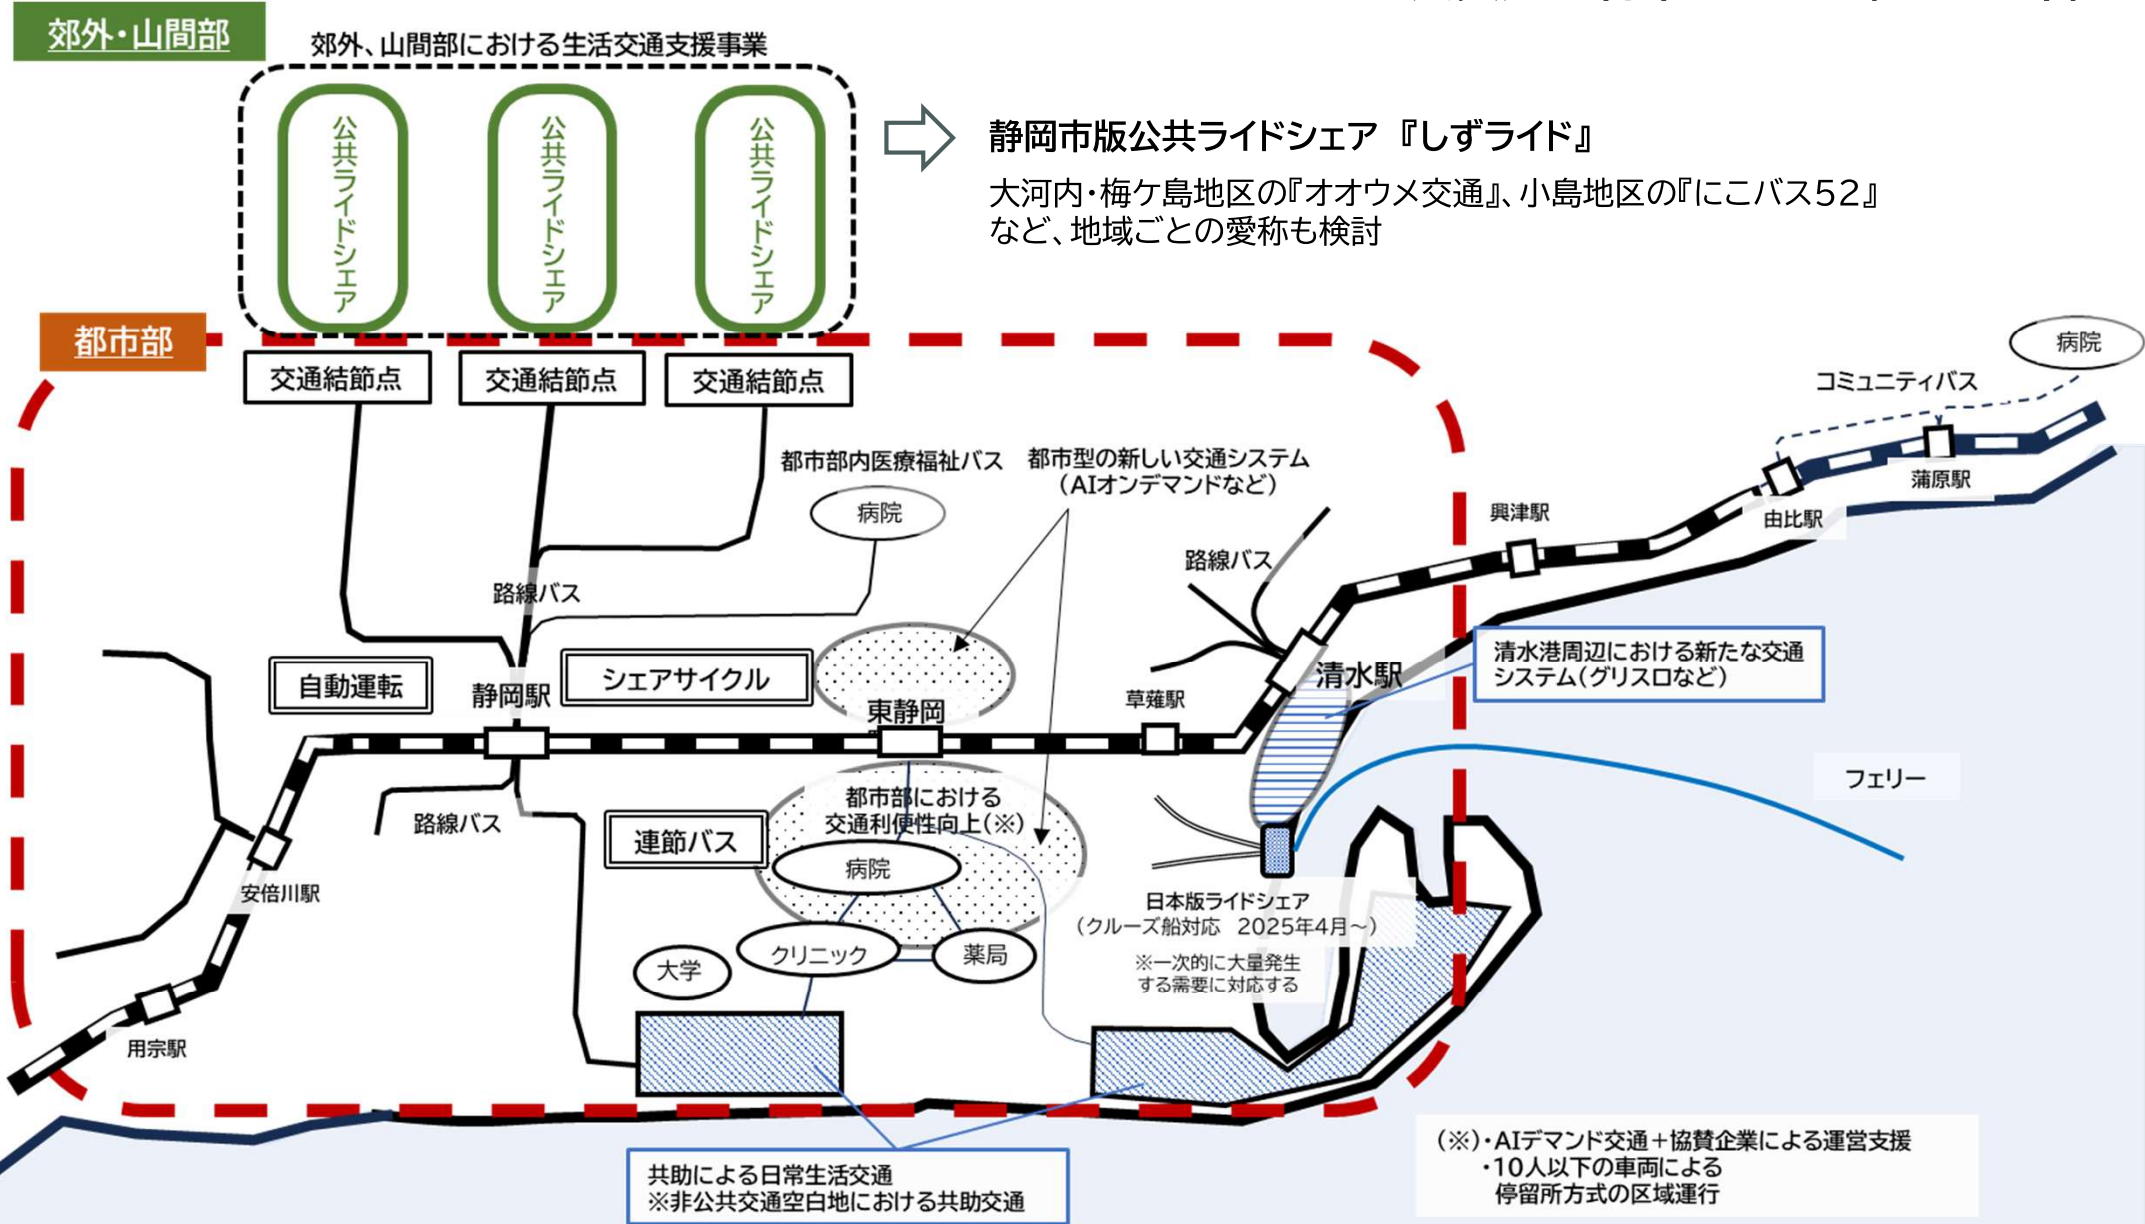 郊外・山間部
郊外、山間部における生活交通支援事業
公共ライドシェア
公共ライドシェア
公共ライドシェア
静岡市版公共ライドシェア『しずライド』
大河内・梅ケ島地区の『オオウメ交通』、小島地区の『にこバス52』
など、地域ごとの愛称も検討
都市部
交通結節点
交通結節点
交通結節点
病院
コミュニティバス
蒲原駅
由比駅
興津駅
都市部内医療福祉バス
病院
都市型の新しい交通システム
（AIオンデマンドなど）
路線バス
路線バス
自動運転
静岡駅
シェアサイクル
東静岡
草薙駅
清水駅
清水港周辺における新たな交通
システム（グリスロなど）
フェリー
路線バス
連節バス
都市部における
交通利便性向上（※）
病院
クリニック
薬局
大学
安倍川駅
用宗駅
日本版ライドシェア
（クルーズ船対応　2025年4月～）
※一次的に大量発生
する需要に対応する
共助による日常生活交通
※非公共交通空白地における共助交通
（※）・AIデマンド交通＋協賛企業による運営支援
・10人以下の車両による
停留所方式の区域運行